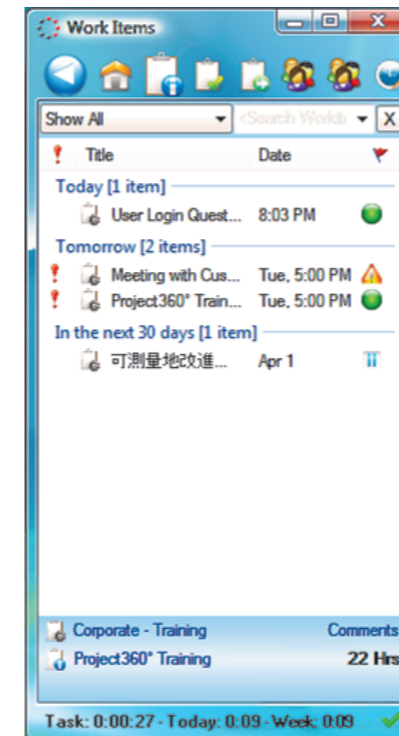 Work Items
Show All <Search Workit X
Title Date
Today [1 item]
User Login Quest... 8:03 PM
Tomorrow [2 items]
Meeting with Cus... Tue, 5:00 PM
Project360° Train... Tue, 5:00 PM
In the next 30 days [1 item]
可測量地改進... Apr 1
Corporate - Training Comments
Project360° Training 22 Hrs
Task: 0:00:27 - Today: 0:09 - Week: 0:09